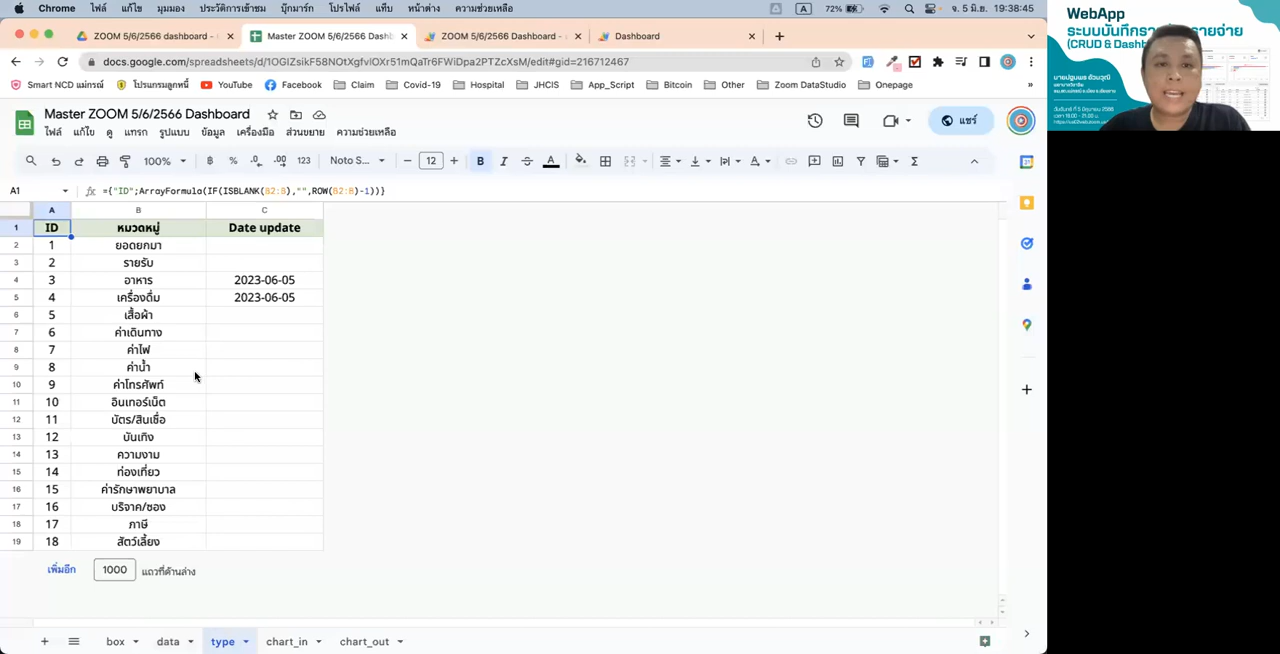 Chrome ไฟล์ แก้ไข มุมมอง ประวัติการเข้าชม บุ๊กมาร์ก โปรไฟล์ แท็บ หน้าต่าง ความช่วยเหลือ A 72% จ. 5 มิ.ย. 19:38:45
ZOOM 5/6/2566 dashboard - Master ZOOM 5/6/2566 Dashb ZOOM 5/6/2566 Dashboard - Dashboard
docs.google.com/spreadsheets/d/1OGiZsikF58NOtXgfvlOXr51mQaTr6FWiDpa2PTZcXsM/edit#gid=216712467
Smart NCD แม่กรณ์ โปรแกรมลูกหนี้ YouTube Facebook Claim Covid-19 Hospital JHCIS App_Script Bitcoin Other Zoom DataStudio Onepage
Master ZOOM 5/6/2566 Dashboard
ไฟล์ แก้ไข ดู แทรก รูปแบบ ข้อมูล เครื่องมือ ส่วนขยาย ความช่วยเหลือ
แชร์
100% ฿ % .0 .00 123 Noto S... 12 B I A
A1 fx ={"ID";ArrayFormula(IF(ISBLANK(B2:B),"",ROW(B2:B)-1))}
A B C
1 ID หมวดหมู่ Date update
2 1 ยอดยกมา
3 2 รายรับ
4 3 อาหาร 2023-06-05
5 4 เครื่องดื่ม 2023-06-05
6 5 เสื้อผ้า
7 6 ค่าเดินทาง
8 7 ค่าไฟ
9 8 ค่าน้ำ
10 9 ค่าโทรศัพท์
11 10 อินเทอร์เน็ต
12 11 บัตร/สินเชื่อ
13 12 บันเทิง
14 13 ความงาม
15 14 ท่องเที่ยว
16 15 ค่ารักษาพยาบาล
17 16 บริจาค/ซอง
18 17 ภาษี
19 18 สัตว์เลี้ยง
เพิ่มอีก 1000 แถวที่ด้านล่าง
box data type chart_in chart_out
WebApp
(CRUD & Dashb